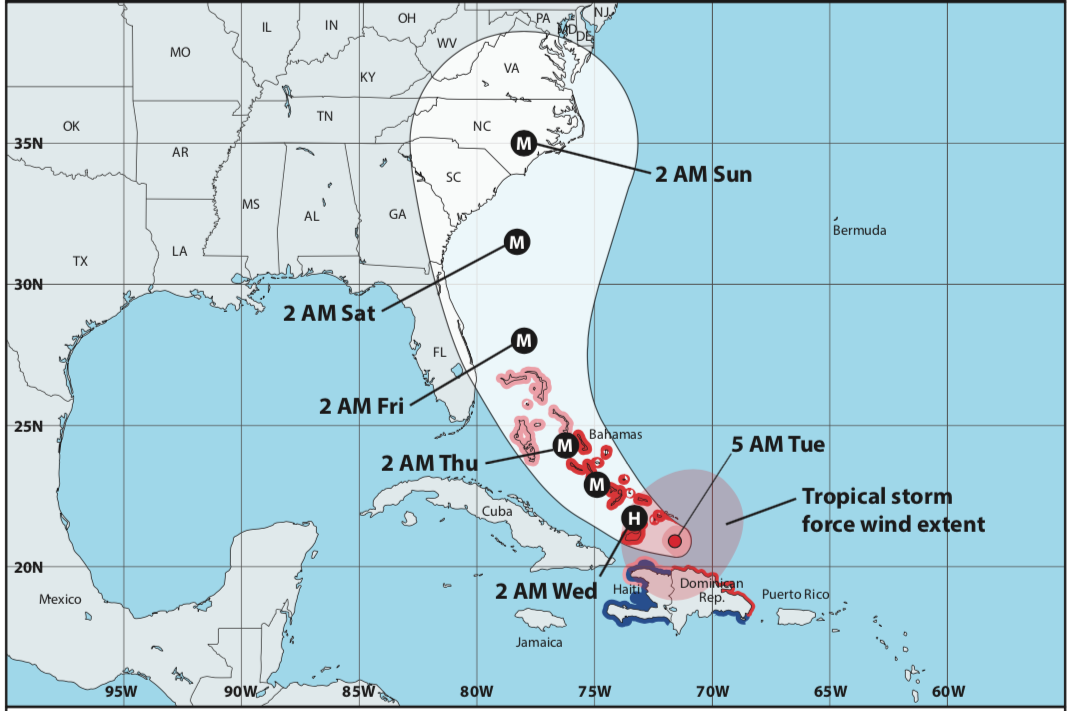 OH
PA
NJ
MD
DE
IL
IN
WV
MO
VA
KY
TN
NC
OK
35N
AR
M
2 AM Sun
SC
MS
AL
GA
Bermuda
M
LA
TX
30N
2 AM Sat
M
FL
2 AM Fri
25N
Bahamas
M
5 AM Tue
2 AM Thu
M
Tropical storm
force wind extent
Cuba
H
20N
2 AM Wed
Haiti
Dominican
Rep.
Puerto Rico
Mexico
Jamaica
95W
90W
85W
80W
75W
70W
65W
60W